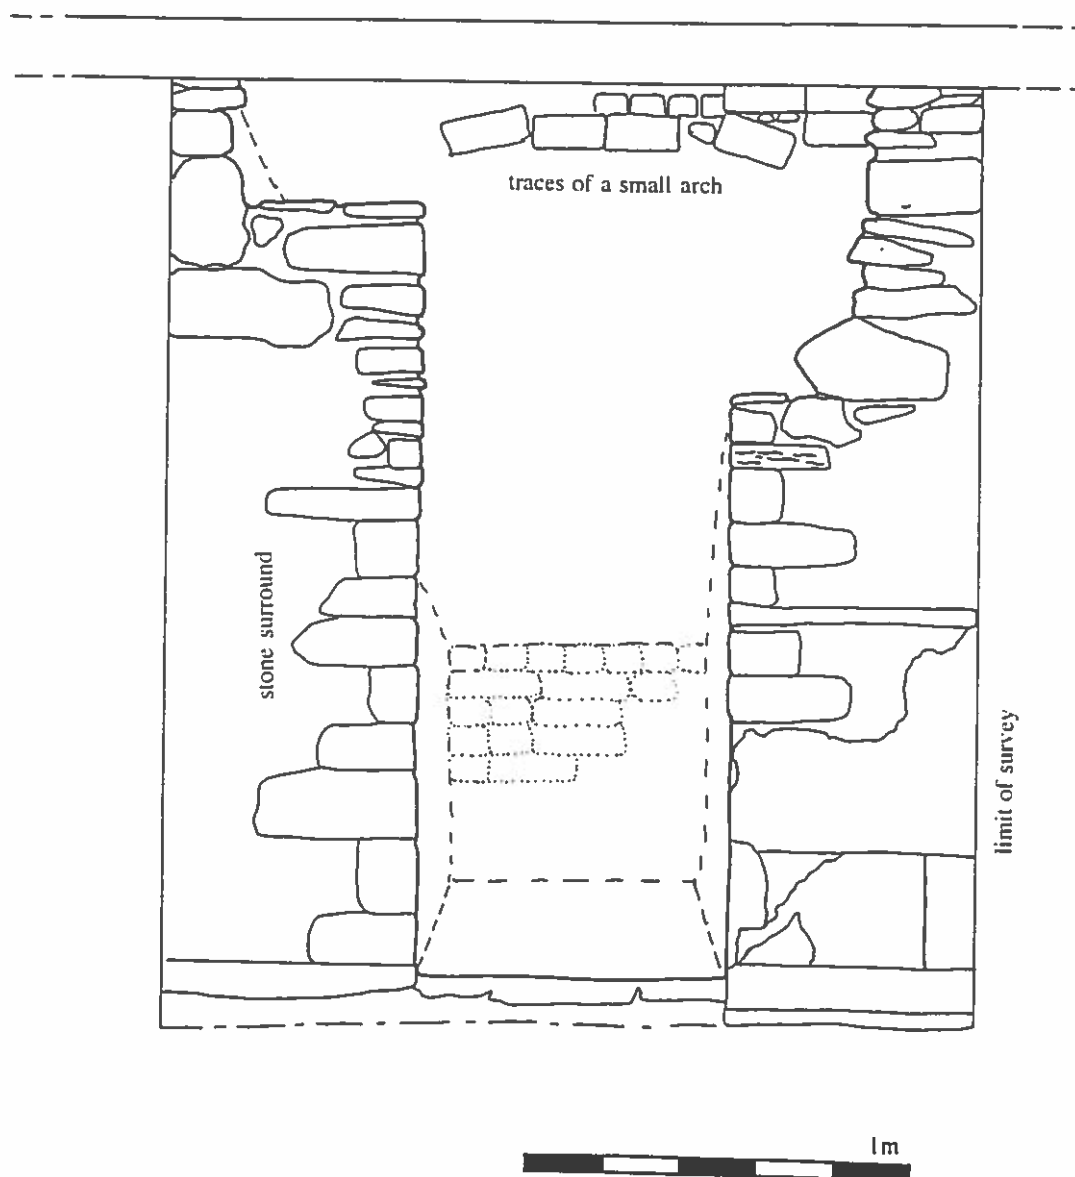 traces of a small arch
stone surround
limit of survey
1m